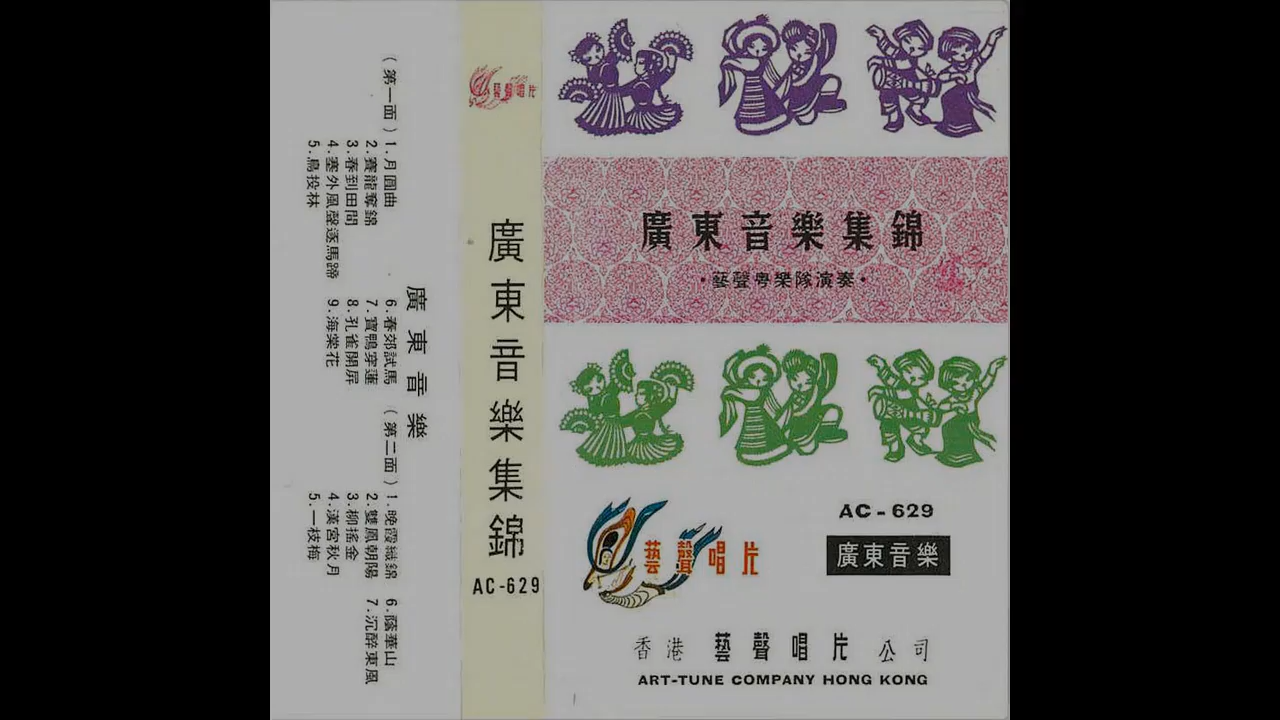 廣東音樂
(第一面)
1.月圓曲
2.賽龍奪錦
3.春到田間
4.塞外風聲逐馬蹄
5.鳥投林
6.春郊試馬
7.寶鴨穿蓮
8.孔雀開屏
9.海棠花
(第二面)
1.晚霞織錦
2.雙鳳朝陽
3.柳搖金
4.漢宮秋月
5.一枝梅
6.蔭華山
7.沉醉東風
藝聲唱片
廣東音樂集錦
AC-629
廣東音樂集錦
·藝聲粵樂隊演奏·
藝聲唱片
AC-629
廣東音樂
香港藝聲唱片公司
ART-TUNE COMPANY HONG KONG